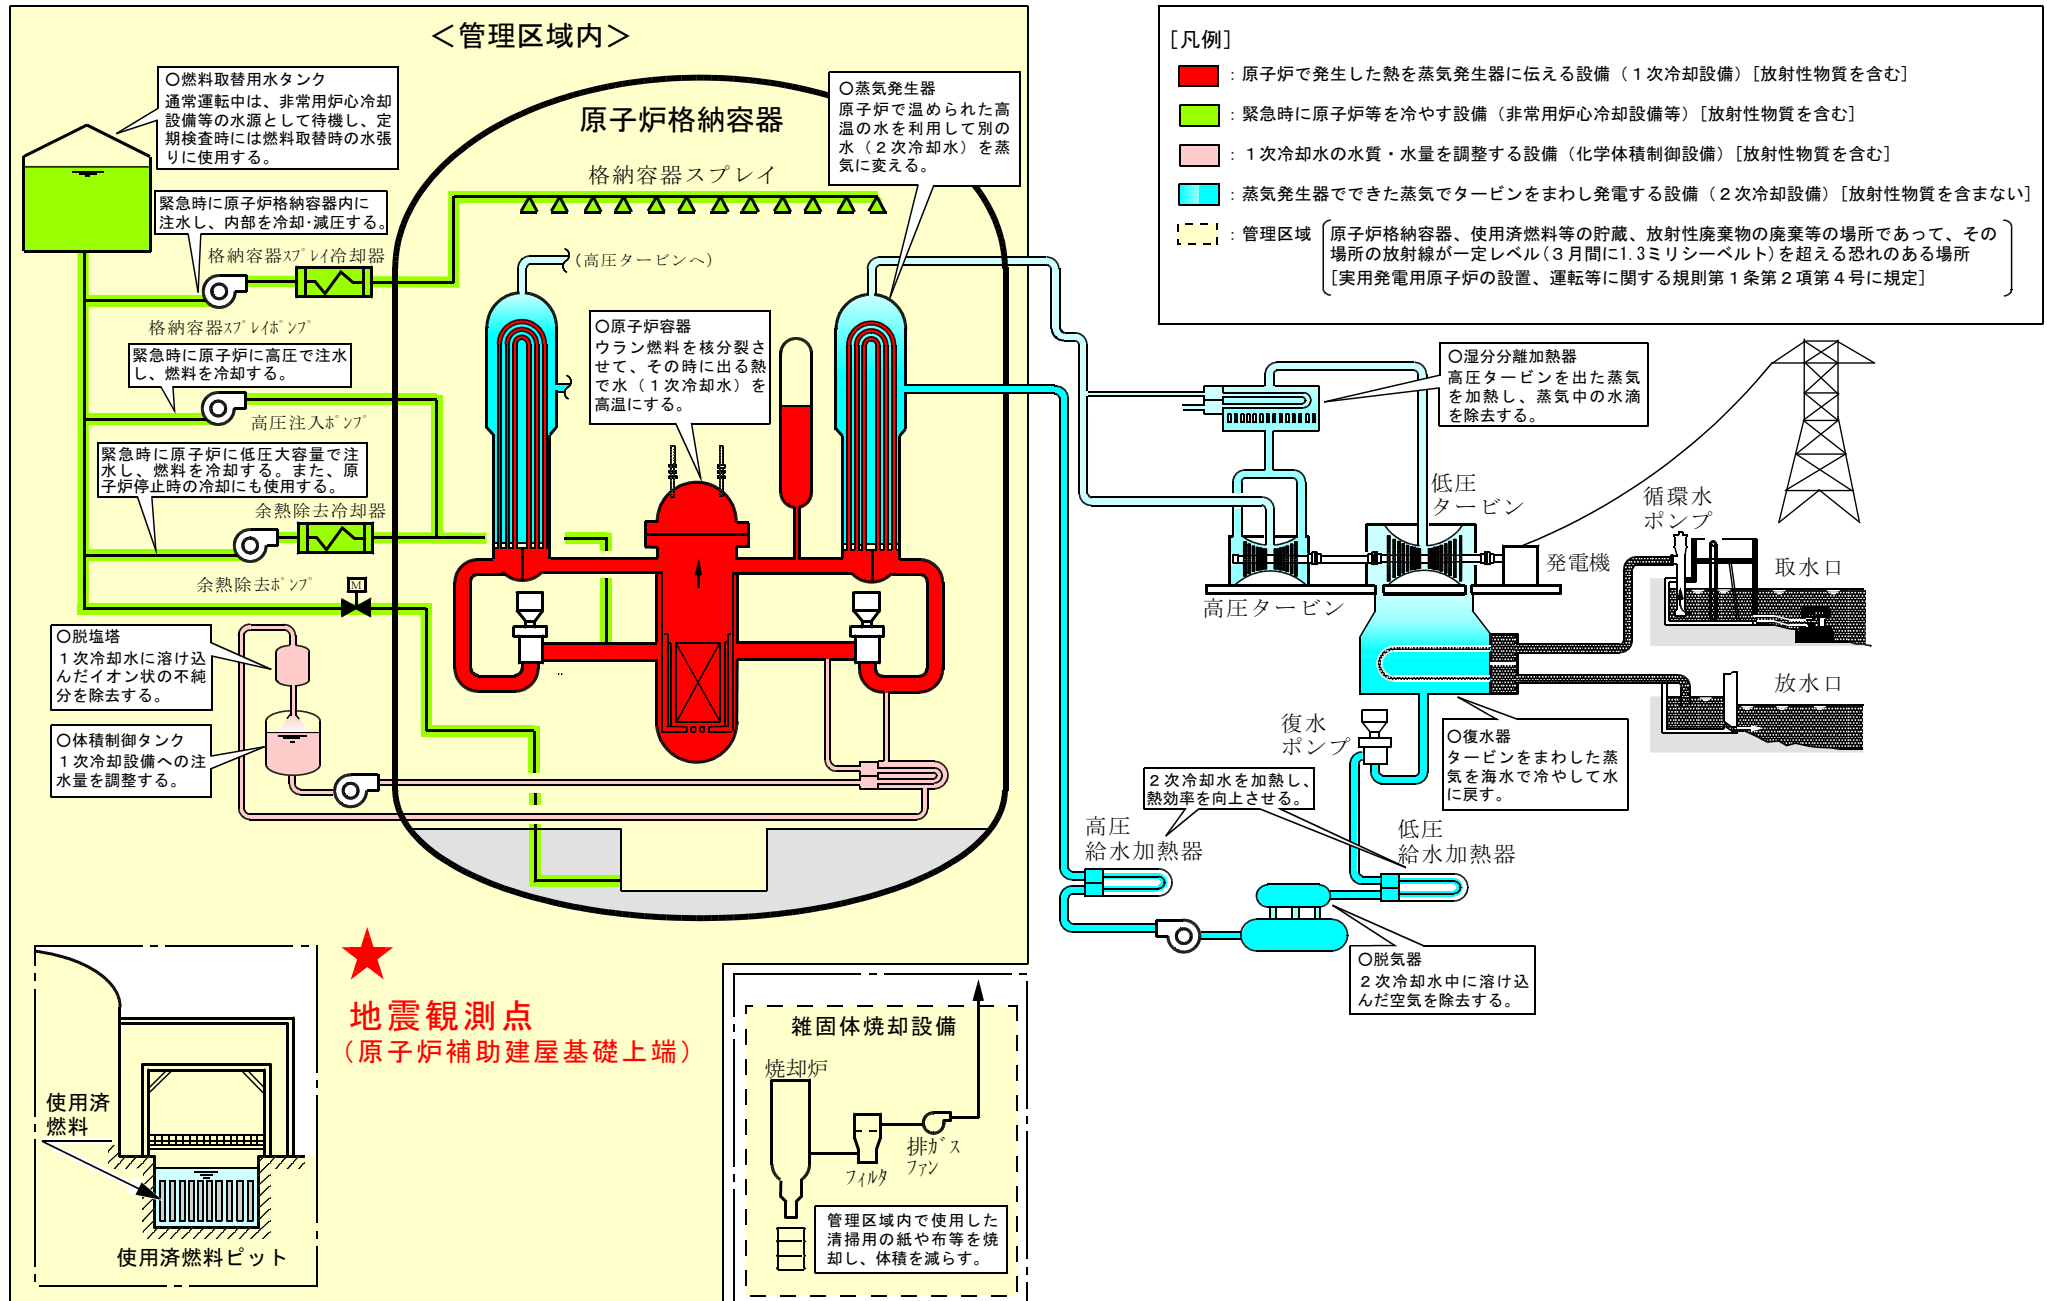 ＜管理区域内＞
○燃料取替用水タンク
通常運転中は、非常用炉心冷却
設備等の水源として待機し、定
期検査時には燃料取替時の水張
りに使用する。
原子炉格納容器
○蒸気発生器
原子炉で温められた高
温の水を利用して別の
水（２次冷却水）を蒸
気に変える。
格納容器スプレイ
緊急時に原子炉格納容器内に
注水し、内部を冷却･減圧する。
格納容器ｽﾌﾟﾚｲ冷却器
(高圧タービンへ)
格納容器ｽﾌﾟﾚｲﾎﾟﾝﾌﾟ
緊急時に原子炉に高圧で注水
し、燃料を冷却する。
高圧注入ﾎﾟﾝﾌﾟ
○原子炉容器
ウラン燃料を核分裂さ
せて、その時に出る熱
で水（１次冷却水）を
高温にする。
緊急時に原子炉に低圧大容量で注
水し、燃料を冷却する。また、原
子炉停止時の冷却にも使用する。
余熱除去冷却器
余熱除去ﾎﾟﾝﾌﾟ
M
○脱塩塔
１次冷却水に溶け込
んだイオン状の不純
分を除去する。
○体積制御タンク
１次冷却設備への注
水量を調整する。
★
地震観測点
（原子炉補助建屋基礎上端）
使用済
燃料
使用済燃料ピット
雑固体焼却設備
焼却炉
フィルタ
排ｶﾞｽ
ファン
管理区域内で使用した
清掃用の紙や布等を焼
却し、体積を減らす。
[凡例]
：原子炉で発生した熱を蒸気発生器に伝える設備（１次冷却設備）[放射性物質を含む]
：緊急時に原子炉等を冷やす設備（非常用炉心冷却設備等）[放射性物質を含む]
：１次冷却水の水質・水量を調整する設備（化学体積制御設備）[放射性物質を含む]
：蒸気発生器でできた蒸気でタービンをまわし発電する設備（２次冷却設備）[放射性物質を含まない]
：管理区域
原子炉格納容器、使用済燃料等の貯蔵、放射性廃棄物の廃棄等の場所であって、その
場所の放射線が一定レベル(３月間に1.3ミリシーベルト)を超える恐れのある場所
[実用発電用原子炉の設置、運転等に関する規則第１条第２項第４号に規定]
○湿分分離加熱器
高圧タービンを出た蒸気
を加熱し、蒸気中の水滴
を除去する。
低圧
タービン
循環水
ポンプ
発電機
取水口
高圧タービン
放水口
復水
ポンプ
○復水器
タービンをまわした蒸
気を海水で冷やして水
に戻す。
２次冷却水を加熱し、
熱効率を向上させる。
高圧
給水加熱器
低圧
給水加熱器
○脱気器
２次冷却水中に溶け込
んだ空気を除去する。